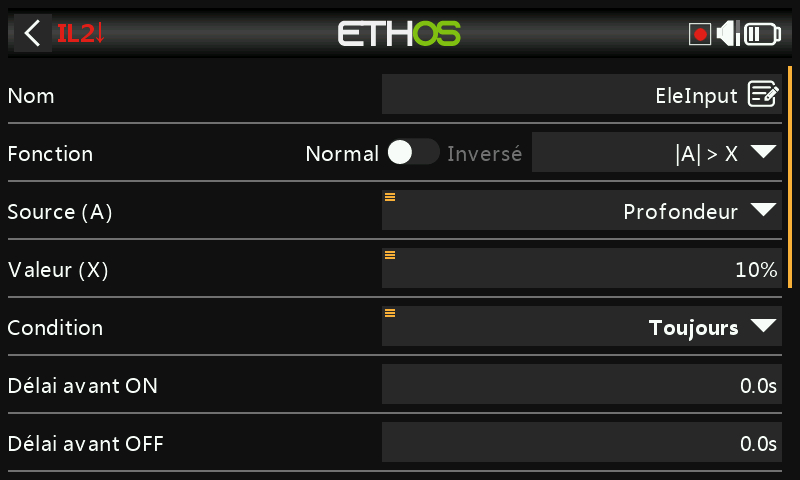 IL2↓ ETHOS
Nom EleInput
Fonction Normal Inversé |A| > X
Source (A) Profondeur
Valeur (X) 10%
Condition Toujours
Délai avant ON 0.0s
Délai avant OFF 0.0s